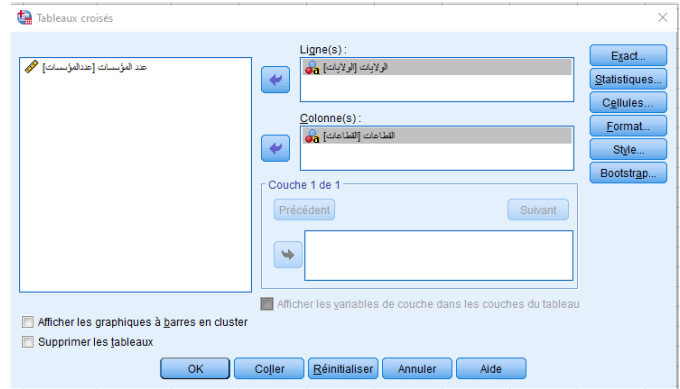 Tableaux croisés
عدد المؤسسات [عددالمؤسسات]
Ligne(s) :
الولايات [الولايات]
Colonne(s) :
القطاعات [القطاعات]
Couche 1 de 1
Précédent
Suivant
Afficher les variables de couche dans les couches du tableau
Exact...
Statistiques...
Cellules...
Format...
Style...
Bootstrap...
Afficher les graphiques à barres en cluster
Supprimer les tableaux
OK
Coller
Réinitialiser
Annuler
Aide